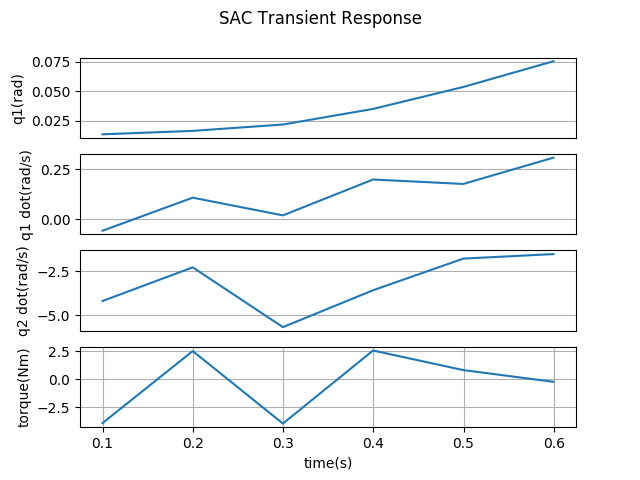 SAC Transient Response
q1(rad)
0.075
0.050
0.025
q1 dot(rad/s)
0.25
0.00
q2 dot(rad/s)
−2.5
−5.0
torque(Nm)
2.5
0.0
−2.5
0.1 0.2 0.3 0.4 0.5 0.6
time(s)